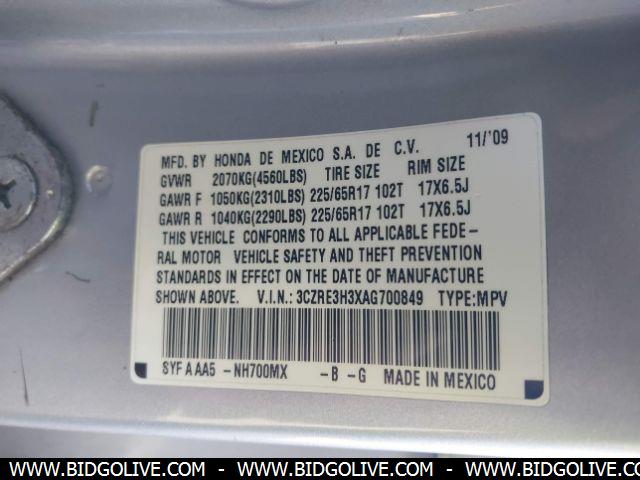 MFD. BY HONDA DE MEXICO S.A. DE C.V. 11/'09
GVWR 2070KG(4560LBS) TIRE SIZE RIM SIZE
GAWR F 1050KG(2310LBS) 225/65R17 102T 17X6.5J
GAWR R 1040KG(2290LBS) 225/65R17 102T 17X6.5J
THIS VEHICLE CONFORMS TO ALL APPLICABLE FEDE-
RAL MOTOR VEHICLE SAFETY AND THEFT PREVENTION
STANDARDS IN EFFECT ON THE DATE OF MANUFACTURE
SHOWN ABOVE. V.I.N.: 3CZRE3H3XAG700849 TYPE:MPV
SYF A AA5 -NH700MX -B -G MADE IN MEXICO
WWW.BIDGOLIVE.COM - WWW.BIDGOLIVE.COM - WWW.BIDGOLIVE.COM